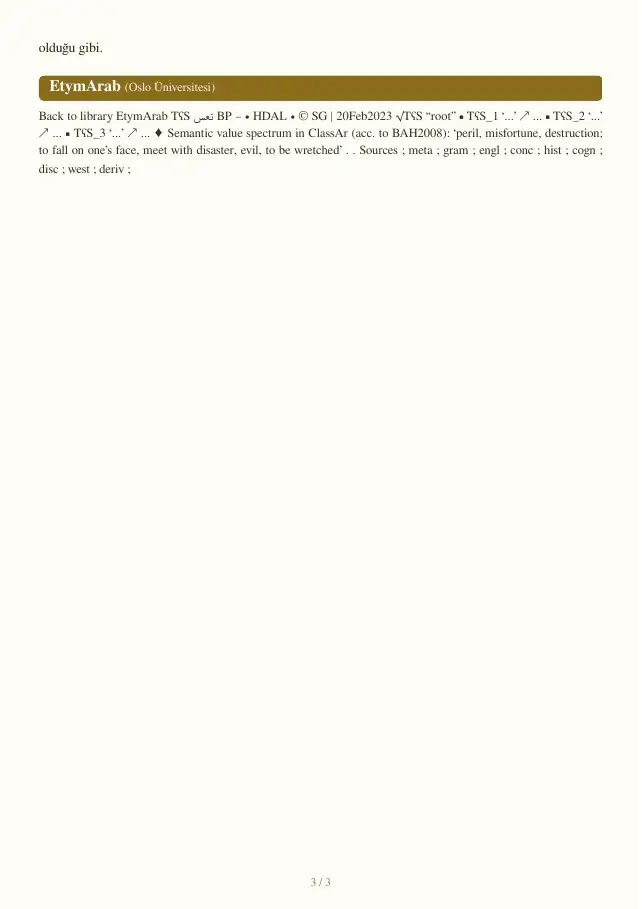 olduğu gibi.
EtymArab (Oslo Üniversitesi)
Back to library EtymArab TʕS تعس BP – • HDAL • © SG | 20Feb2023 √TʕS “root” ▪ TʕS_1 ‘...’ ↗ ... ▪ TʕS_2 ‘...’
↗ ... ▪ TʕS_3 ‘...’ ↗ ... ♦ Semantic value spectrum in ClassAr (acc. to BAH2008): ‘peril, misfortune, destruction;
to fall on one’s face, meet with disaster, evil, to be wretched’ . . Sources ; meta ; gram ; engl ; conc ; hist ; cogn ;
disc ; west ; deriv ;
3 / 3